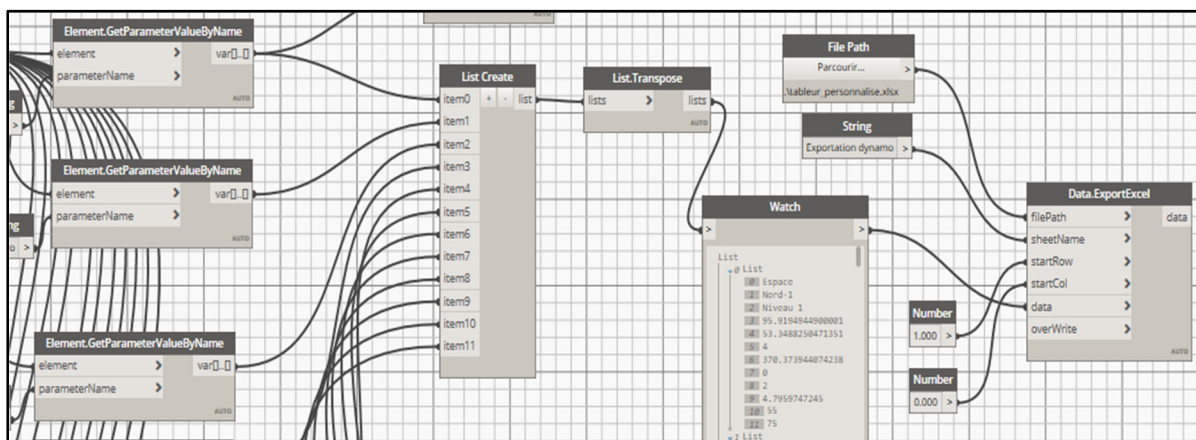 Element.GetParameterValueByName
element > var[]..[]
parameterName >
AUTO
ng
>
Element.GetParameterValueByName
element > var[]..[]
parameterName >
AUTO
ng
o >
Element.GetParameterValueByName
element > var[]..[]
parameterName >
AUTO
List Create
item0 + - list
item1
item2
item3
item4
item5
item6
item7
item8
item9
item10
item11
List.Transpose
lists > lists
AUTO
File Path
Parcourir... >
.\tableur_personnalise.xlsx
String
Exportation dynamo >
Watch
> >
List
0 List
0 Espace
1 Nord-1
2 Niveau 1
3 95.9194944900001
4 53.3488250471351
5 4
6 370.373944074238
7 0
8 2
9 4.7959747245
10 55
11 75
1 List
Number
1.000 >
Number
0.000 >
Data.ExportExcel
filePath > data
sheetName >
startRow >
startCol >
data >
overWrite >
AUTO